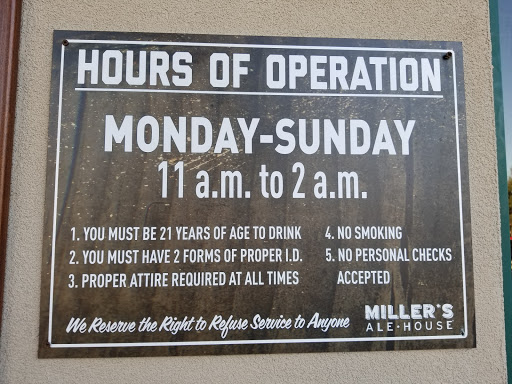 HOURS OF OPERATION
MONDAY-SUNDAY
11 a.m. to 2 a.m.
1. YOU MUST BE 21 YEARS OF AGE TO DRINK
2. YOU MUST HAVE 2 FORMS OF PROPER I.D.
3. PROPER ATTIRE REQUIRED AT ALL TIMES
4. NO SMOKING
5. NO PERSONAL CHECKS
ACCEPTED
We Reserve the Right to Refuse Service to Anyone
MILLER'S
ALE·HOUSE